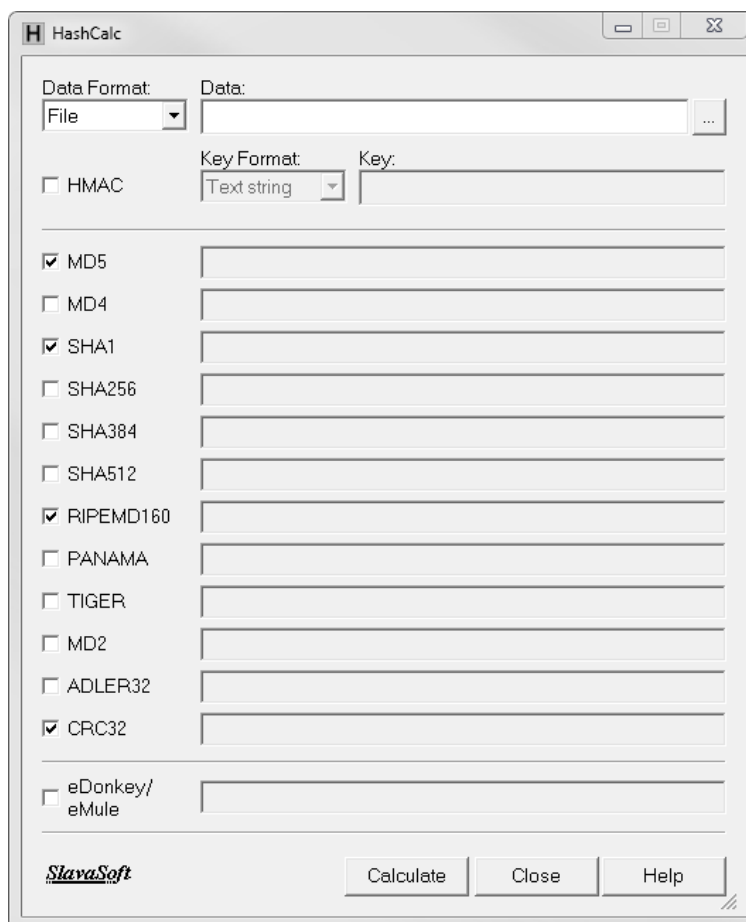 H HashCalc
Data Format: Data:
File ...
Key Format: Key:
HMAC Text string
MD5
MD4
SHA1
SHA256
SHA384
SHA512
RIPEMD160
PANAMA
TIGER
MD2
ADLER32
CRC32
eDonkey/
eMule
SlavaSoft Calculate Close Help